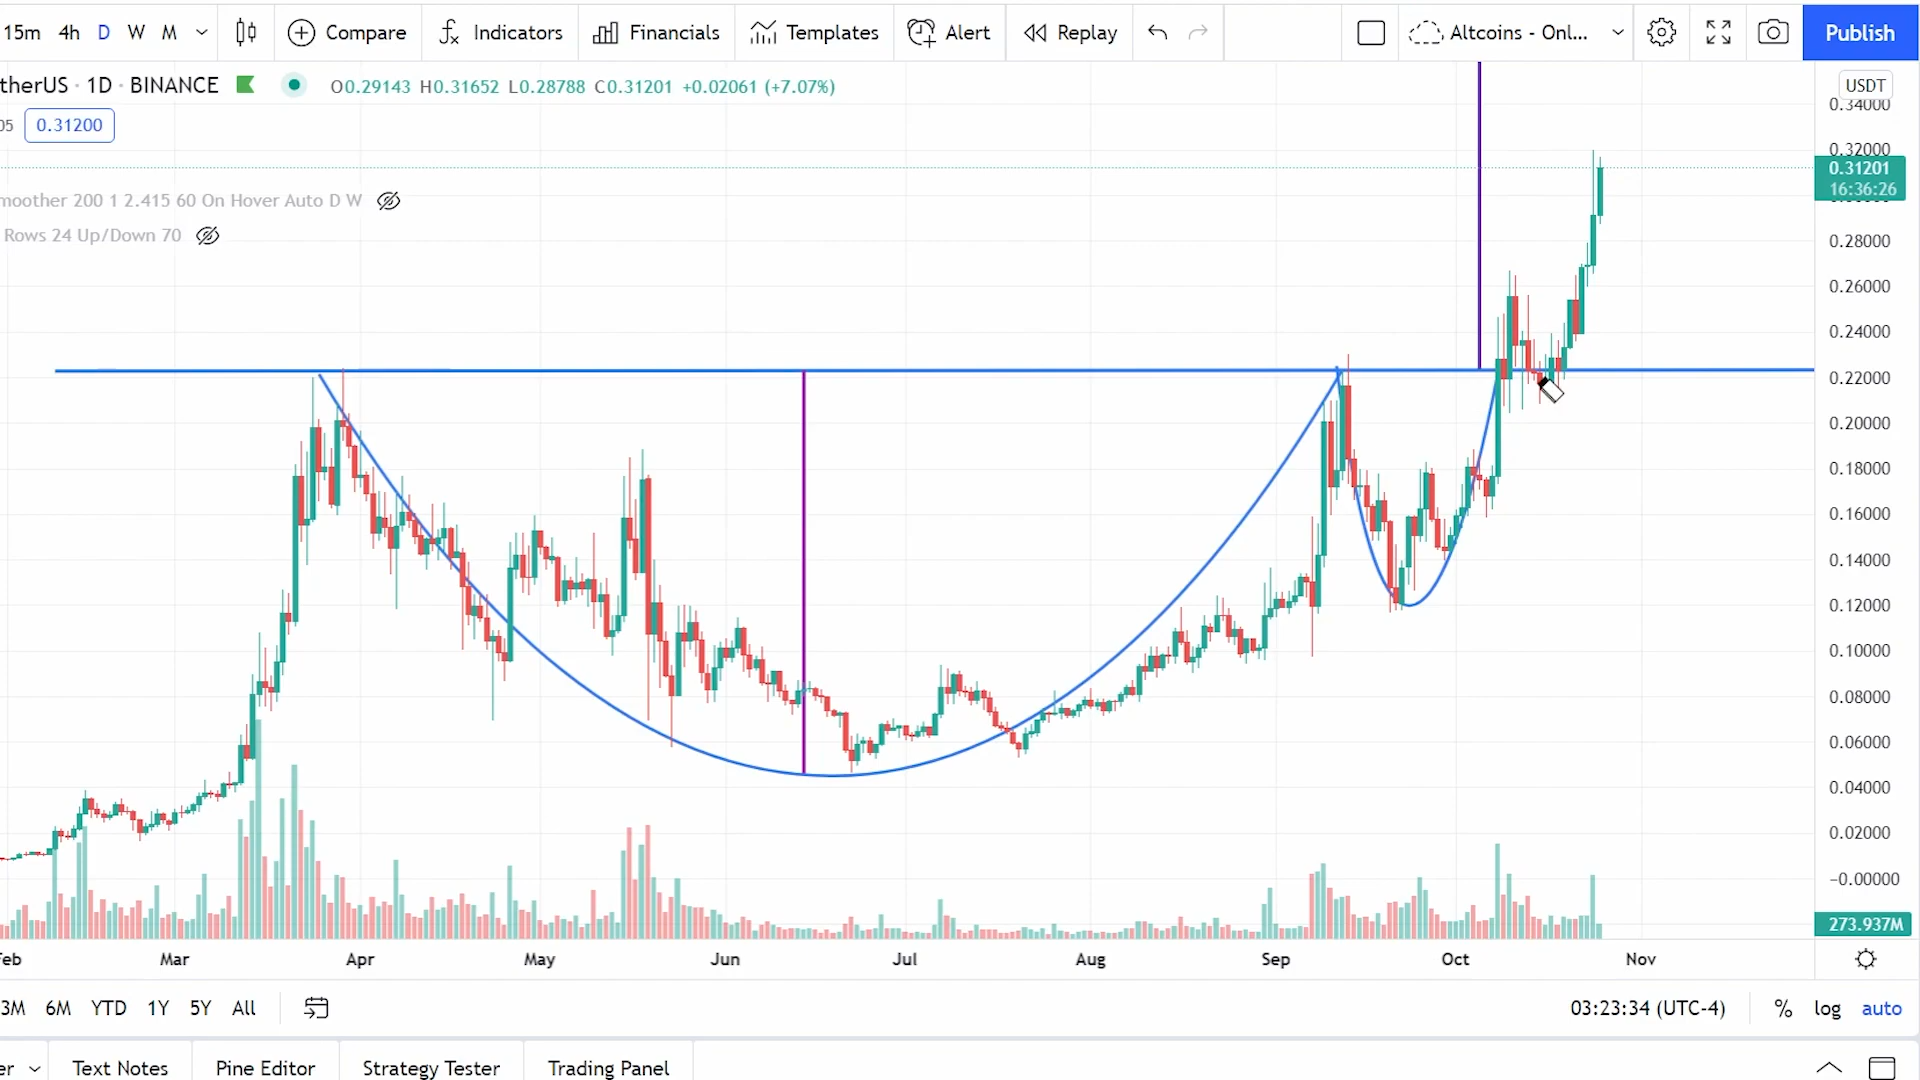 15m 4h D W M Compare Indicators Financials Templates Alert Replay Altcoins - Onl... Publish
therUS · 1D · BINANCE O0.29143 H0.31652 L0.28788 C0.31201 +0.02061 (+7.07%)
05 0.31200
moother 200 1 2.415 60 On Hover Auto D W
Rows 24 Up/Down 70
USDT
0.34000
0.32000
0.31201
16:36:26
0.28000
0.26000
0.24000
0.22000
0.20000
0.18000
0.16000
0.14000
0.12000
0.10000
0.08000
0.06000
0.04000
0.02000
−0.00000
273.937M
eb Mar Apr May Jun Jul Aug Sep Oct Nov
3M 6M YTD 1Y 5Y All 03:23:34 (UTC-4) % log auto
er Text Notes Pine Editor Strategy Tester Trading Panel